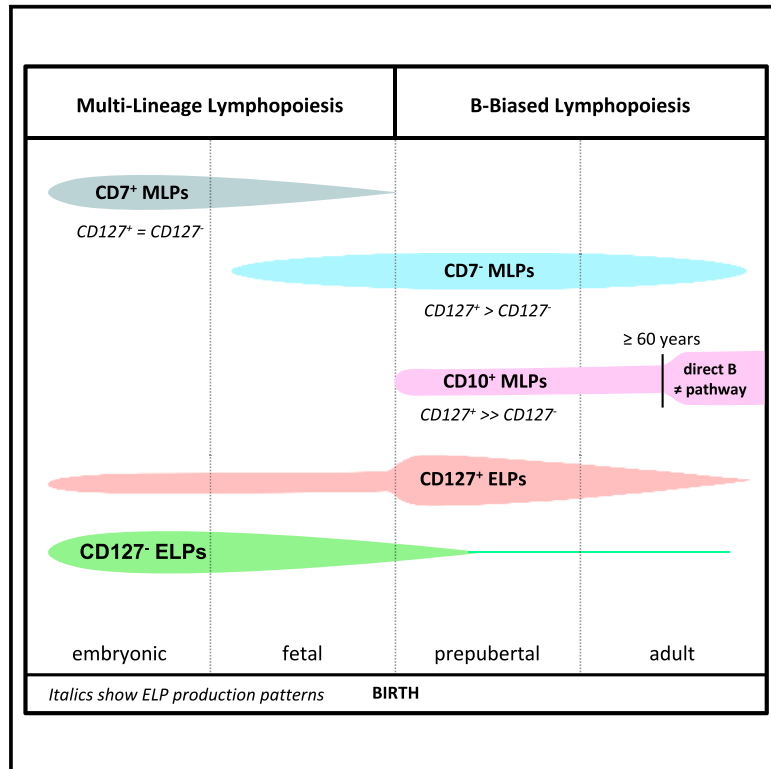 Multi-Lineage Lymphopoiesis
B-Biased Lymphopoiesis
CD7⁺ MLPs
CD127⁺ = CD127⁻
CD7⁻ MLPs
CD127⁺ > CD127⁻
≥ 60 years
direct B
≠ pathway
CD10⁺ MLPs
CD127⁺ >> CD127⁻
CD127⁺ ELPs
CD127⁻ ELPs
embryonic
fetal
prepubertal
adult
Italics show ELP production patterns
BIRTH